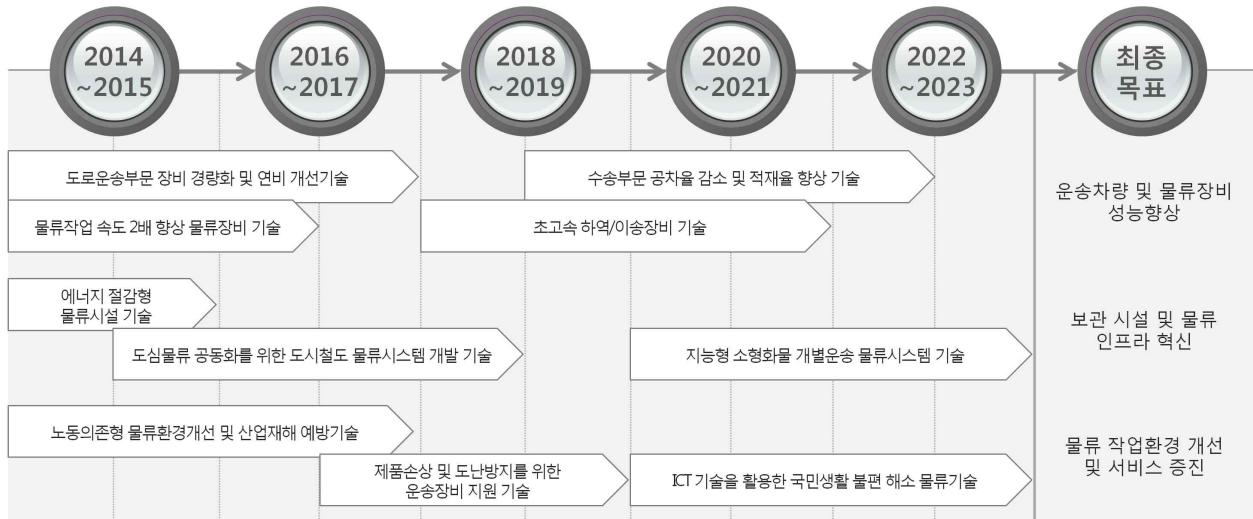 2014
~2015
2016
~2017
2018
~2019
2020
~2021
2022
~2023
최종
목표
도로운송부문 장비 경량화 및 연비 개선기술
수송부문 공차율 감소 및 적재율 향상 기술
물류작업 속도 2배 향상 물류장비 기술
초고속 하역/이송장비 기술
운송차량 및 물류장비
성능향상
에너지 절감형
물류시설 기술
도심물류 공동화를 위한 도시철도 물류시스템 개발 기술
지능형 소형화물 개별운송 물류시스템 기술
보관 시설 및 물류
인프라 혁신
노동의존형 물류환경개선 및 산업재해 예방기술
제품손상 및 도난방지를 위한
운송장비 지원 기술
ICT 기술을 활용한 국민생활 불편 해소 물류기술
물류 작업환경 개선
및 서비스 증진